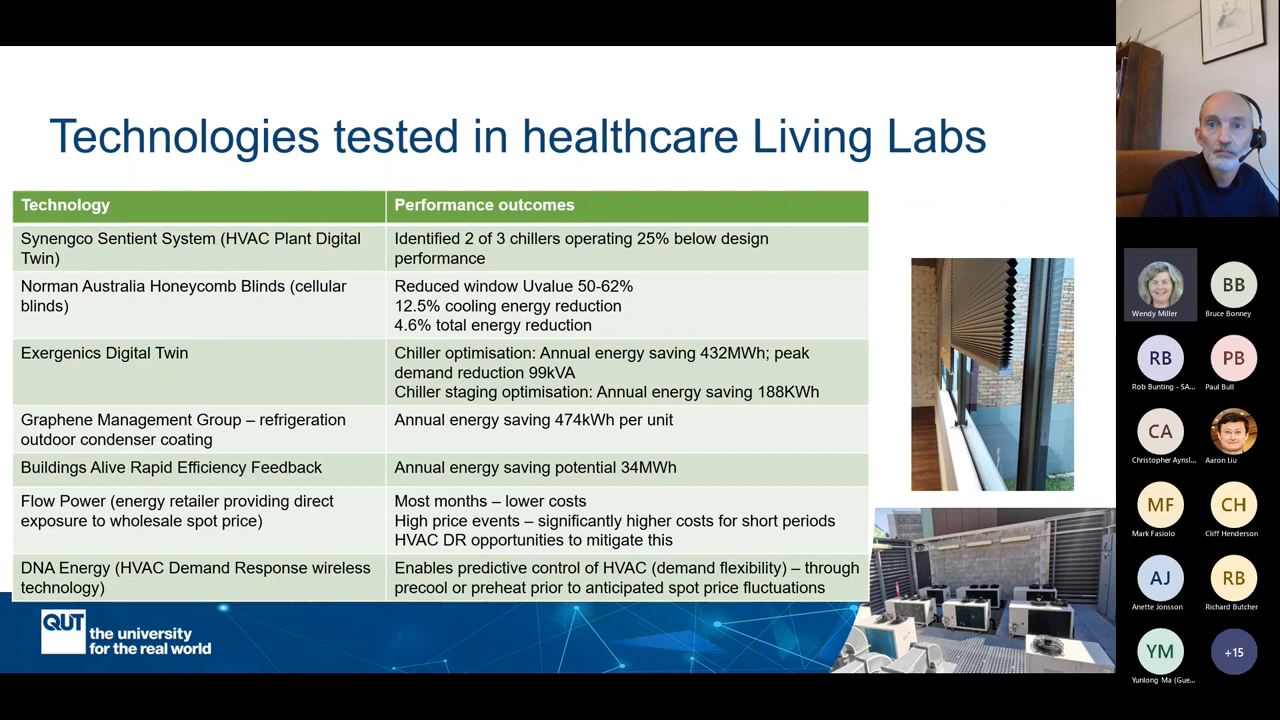 Technologies tested in healthcare Living Labs
Technology
Performance outcomes
Synengco Sentient System (HVAC Plant Digital
Twin)
Identified 2 of 3 chillers operating 25% below design
performance
Norman Australia Honeycomb Blinds (cellular
blinds)
Reduced window Uvalue 50-62%
12.5% cooling energy reduction
4.6% total energy reduction
Exergenics Digital Twin
Chiller optimisation: Annual energy saving 432MWh; peak
demand reduction 99kVA
Chiller staging optimisation: Annual energy saving 188KWh
Graphene Management Group – refrigeration
outdoor condenser coating
Annual energy saving 474kWh per unit
Buildings Alive Rapid Efficiency Feedback
Annual energy saving potential 34MWh
Flow Power (energy retailer providing direct
exposure to wholesale spot price)
Most months – lower costs
High price events – significantly higher costs for short periods
HVAC DR opportunities to mitigate this
DNA Energy (HVAC Demand Response wireless
technology)
Enables predictive control of HVAC (demand flexibility) – through
precool or preheat prior to anticipated spot price fluctuations
QUT
the university
for the real world
Wendy Miller
BB
Bruce Bonney
RB
Rob Bunting - SA...
PB
Paul Bull
CA
Christopher Aynsl...
Aaron Liu
MF
Mark Fasiolo
CH
Cliff Henderson
AJ
Anette Jonsson
RB
Richard Butcher
YM
Yunlong Ma (Gue...
+15